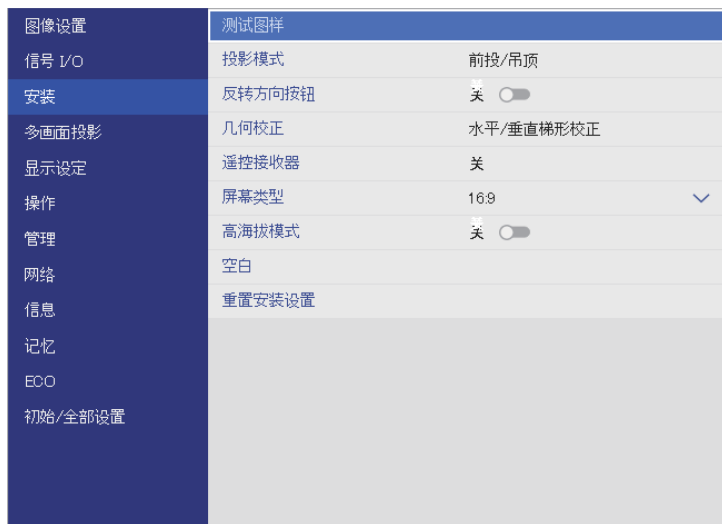 图像设置
信号 I/O
安装
多画面投影
显示设定
操作
管理
网络
信息
记忆
ECO
初始/全部设置
测试图样
投影模式 前投/吊顶
反转方向按钮 关
几何校正 水平/垂直梯形校正
遥控接收器 关
屏幕类型 16:9
高海拔模式 关
空白
重置安装设置